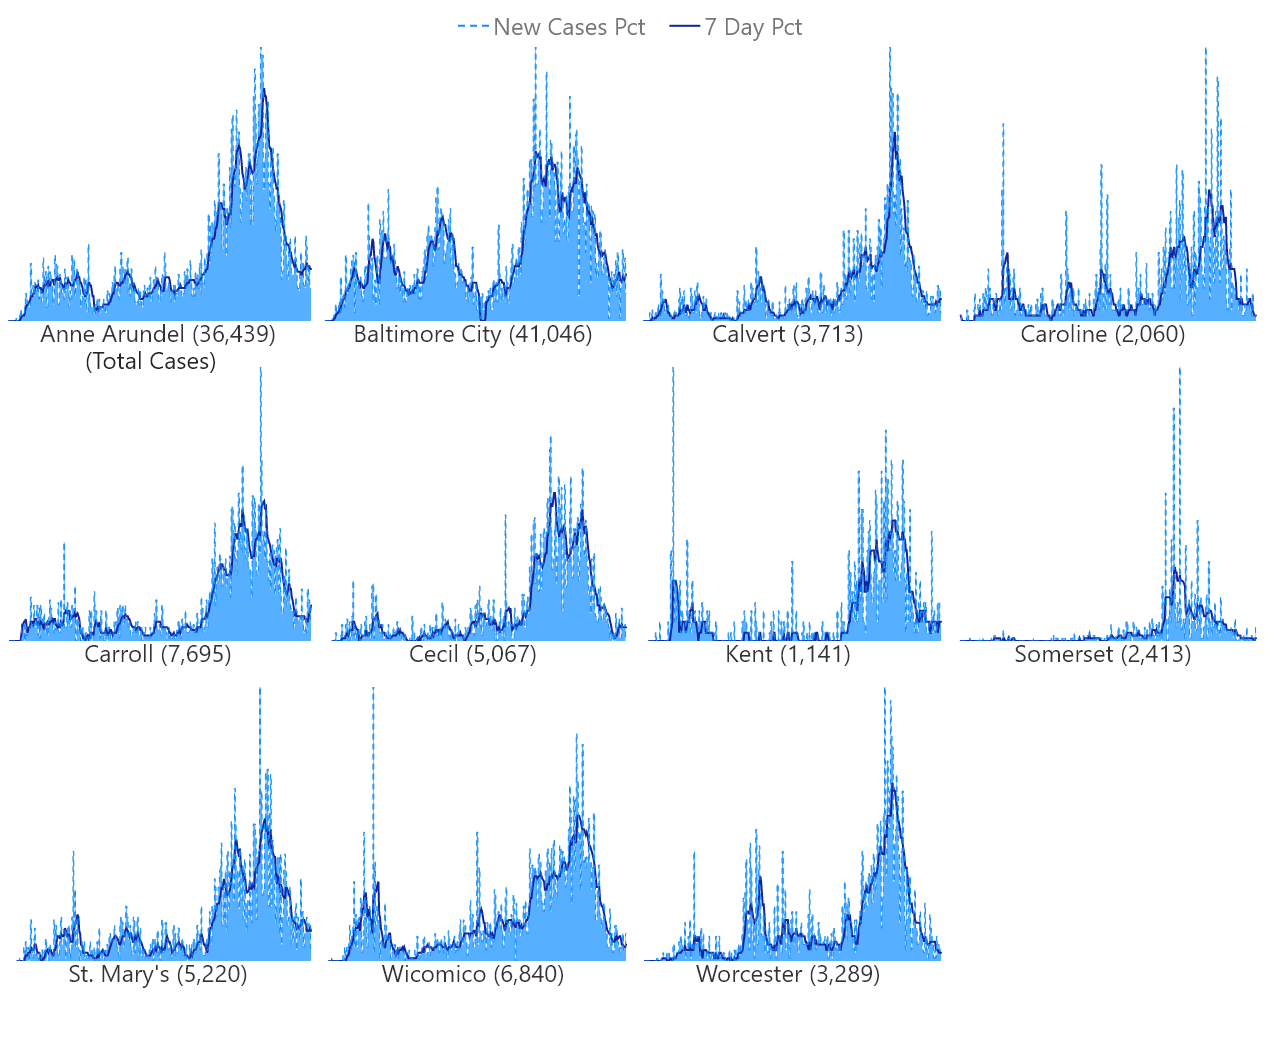 New Cases Pct 7 Day Pct
Anne Arundel (36,439) Baltimore City (41,046) Calvert (3,713) Caroline (2,060)
(Total Cases)
Carroll (7,695) Cecil (5,067) Kent (1,141) Somerset (2,413)
St. Mary's (5,220) Wicomico (6,840) Worcester (3,289)